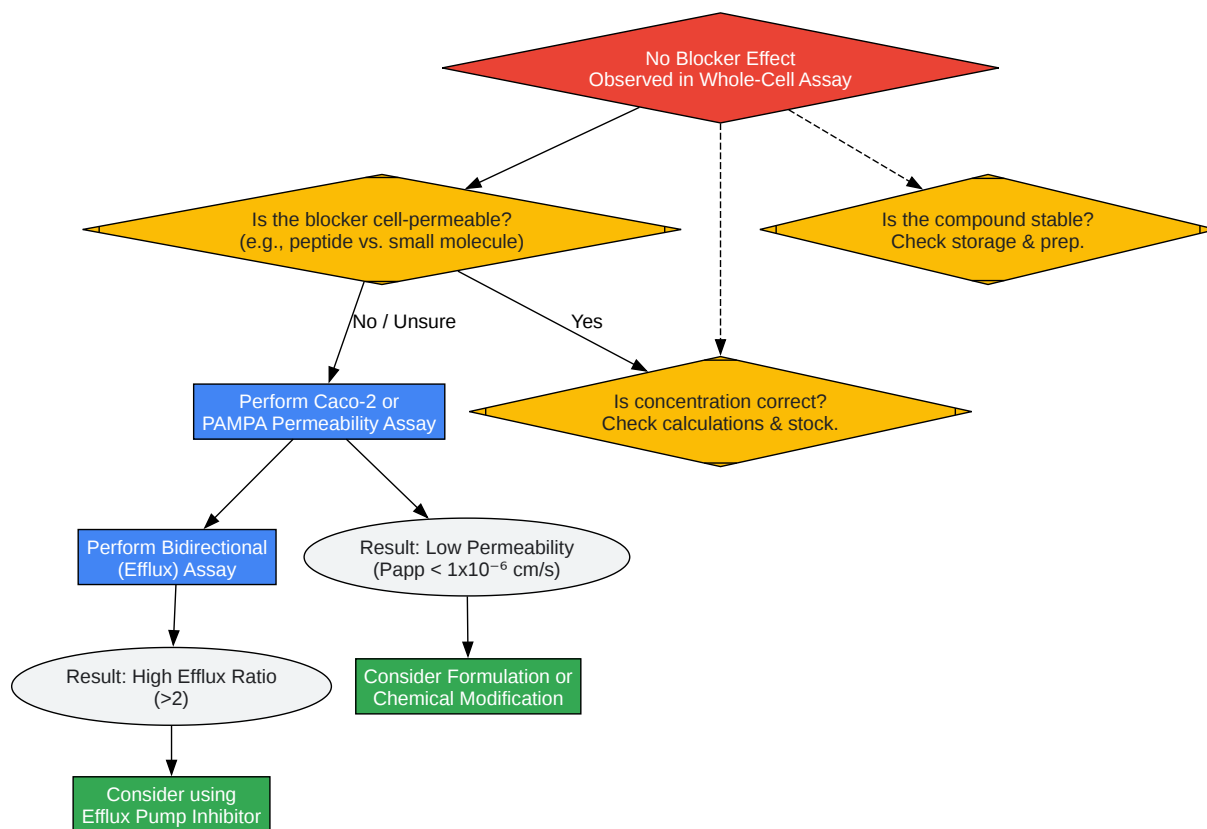 No Blocker Effect
Observed in Whole-Cell Assay
Is the blocker cell-permeable?
(e.g., peptide vs. small molecule)
Is the compound stable?
Check storage & prep.
No / Unsure
Yes
Perform Caco-2 or
PAMPA Permeability Assay
Is concentration correct?
Check calculations & stock.
Perform Bidirectional
(Efflux) Assay
Result: Low Permeability
(Papp < 1x10⁻⁶ cm/s)
Result: High Efflux Ratio
(>2)
Consider Formulation or
Chemical Modification
Consider using
Efflux Pump Inhibitor